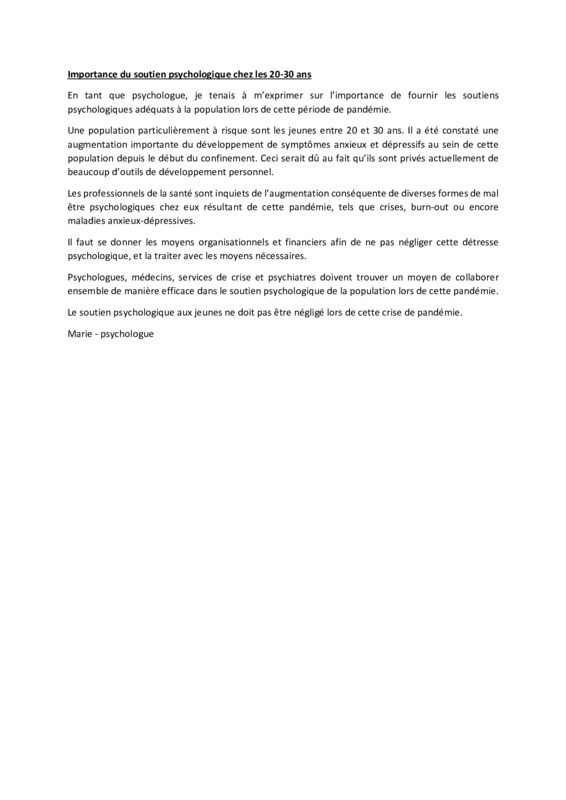 Importance du soutien psychologique chez les 20-30 ans
En tant que psychologue, je tenais à m’exprimer sur l’importance de fournir les soutiens
psychologiques adéquats à la population lors de cette période de pandémie.
Une population particulièrement à risque sont les jeunes entre 20 et 30 ans. Il a été constaté une
augmentation importante du développement de symptômes anxieux et dépressifs au sein de cette
population depuis le début du confinement. Ceci serait dû au fait qu’ils sont privés actuellement de
beaucoup d’outils de développement personnel.
Les professionnels de la santé sont inquiets de l’augmentation conséquente de diverses formes de mal
être psychologiques chez eux résultant de cette pandémie, tels que crises, burn-out ou encore
maladies anxieux-dépressives.
Il faut se donner les moyens organisationnels et financiers afin de ne pas négliger cette détresse
psychologique, et la traiter avec les moyens nécessaires.
Psychologues, médecins, services de crise et psychiatres doivent trouver un moyen de collaborer
ensemble de manière efficace dans le soutien psychologique de la population lors de cette pandémie.
Le soutien psychologique aux jeunes ne doit pas être négligé lors de cette crise de pandémie.
Marie - psychologue